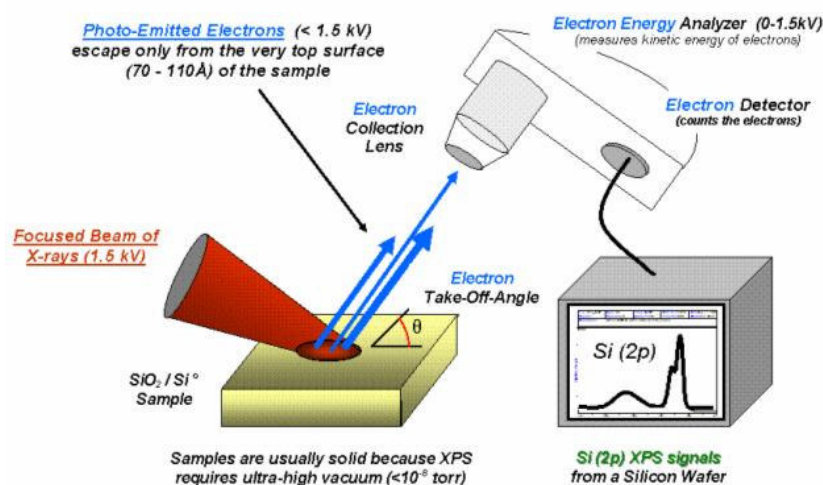 Photo-Emitted Electrons (< 1.5 kV)
escape only from the very top surface
(70 - 110Å) of the sample
Electron Energy Analyzer (0-1.5kV)
(measures kinetic energy of electrons)
Electron
Collection
Lens
Electron Detector
(counts the electrons)
Focused Beam of
X-rays (1.5 kV)
Electron
Take-Off-Angle
θ
SiO₂ / Si°
Sample
Si (2p)
Samples are usually solid because XPS
requires ultra-high vacuum (<10⁻⁸ torr)
Si (2p) XPS signals
from a Silicon Wafer